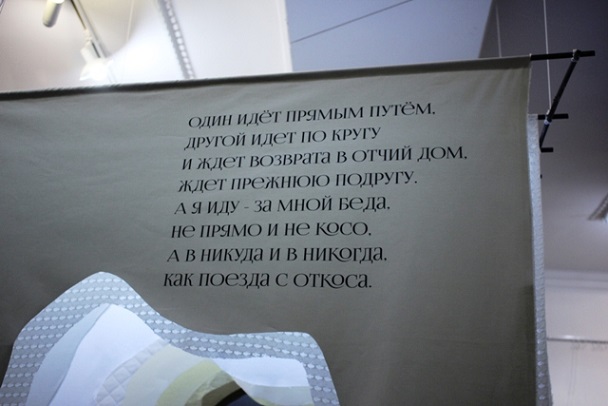 один идёт прямым путём,
другой идет по кругу
и ждет возврата в отчий дом,
ждет прежнюю подругу.
а я иду - за мной беда,
не прямо и не косо,
а в никуда и в никогда,
как поезда с откоса.